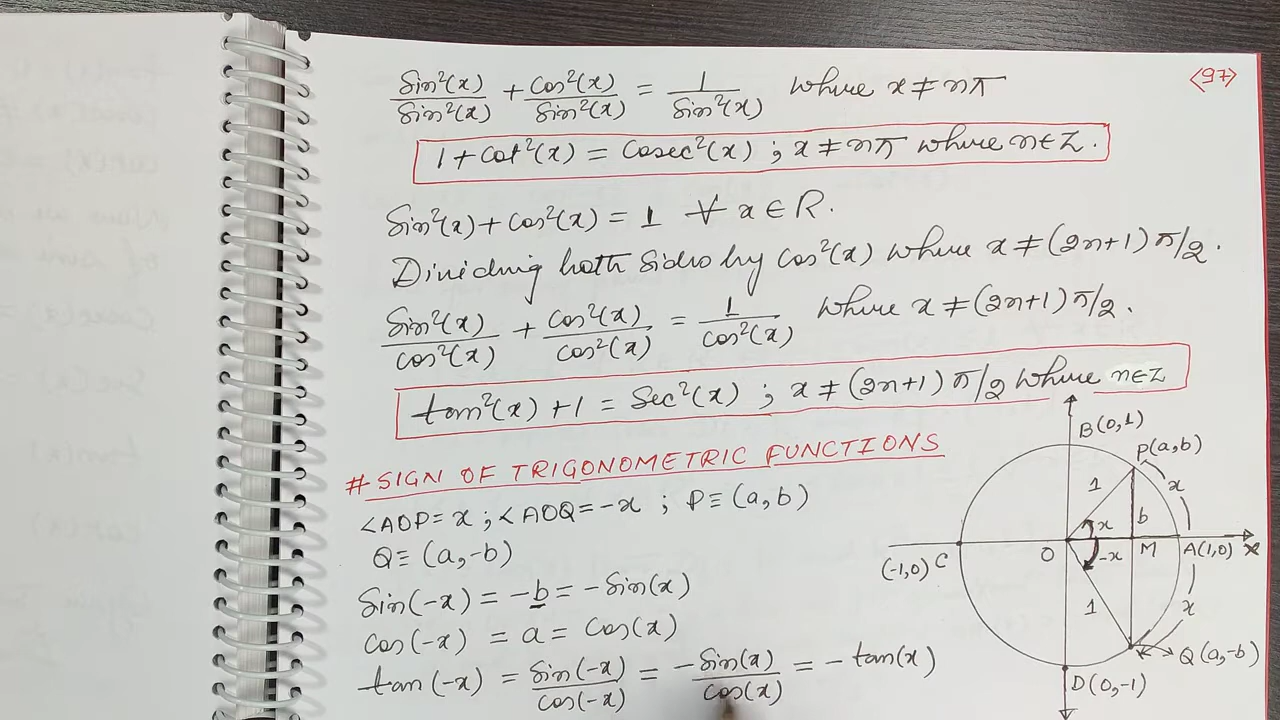 <97>
Sin²(x)/Sin²(x) + Cos²(x)/Sin²(x) = 1/Sin²(x) where x ≠ nπ
1 + Cot²(x) = Cosec²(x) ; x ≠ nπ where n∈Z.
Sin²(x) + Cos²(x) = 1 ∀ x ∈ R.
Dividing both sides by Cos²(x) where x ≠ (2n+1) π/2.
Sin²(x)/Cos²(x) + Cos²(x)/Cos²(x) = 1/Cos²(x) where x ≠ (2n+1) π/2.
tan²(x) + 1 = Sec²(x) ; x ≠ (2n+1) π/2 where n∈Z
# SIGN OF TRIGONOMETRIC FUNCTIONS
∠AOP = x ; ∠AOQ = -x ; P ≡ (a, b)
Q ≡ (a, -b)
Sin(-x) = -b = -Sin(x)
Cos(-x) = a = Cos(x)
tan(-x) = Sin(-x)/Cos(-x) = -Sin(x)/Cos(x) = - tan(x)
B(0,1)
P(a,b)
1
x
x
b
(-1,0) C
O
-x
M
A(1,0)
X
1
x
Q(a,-b)
D(0,-1)